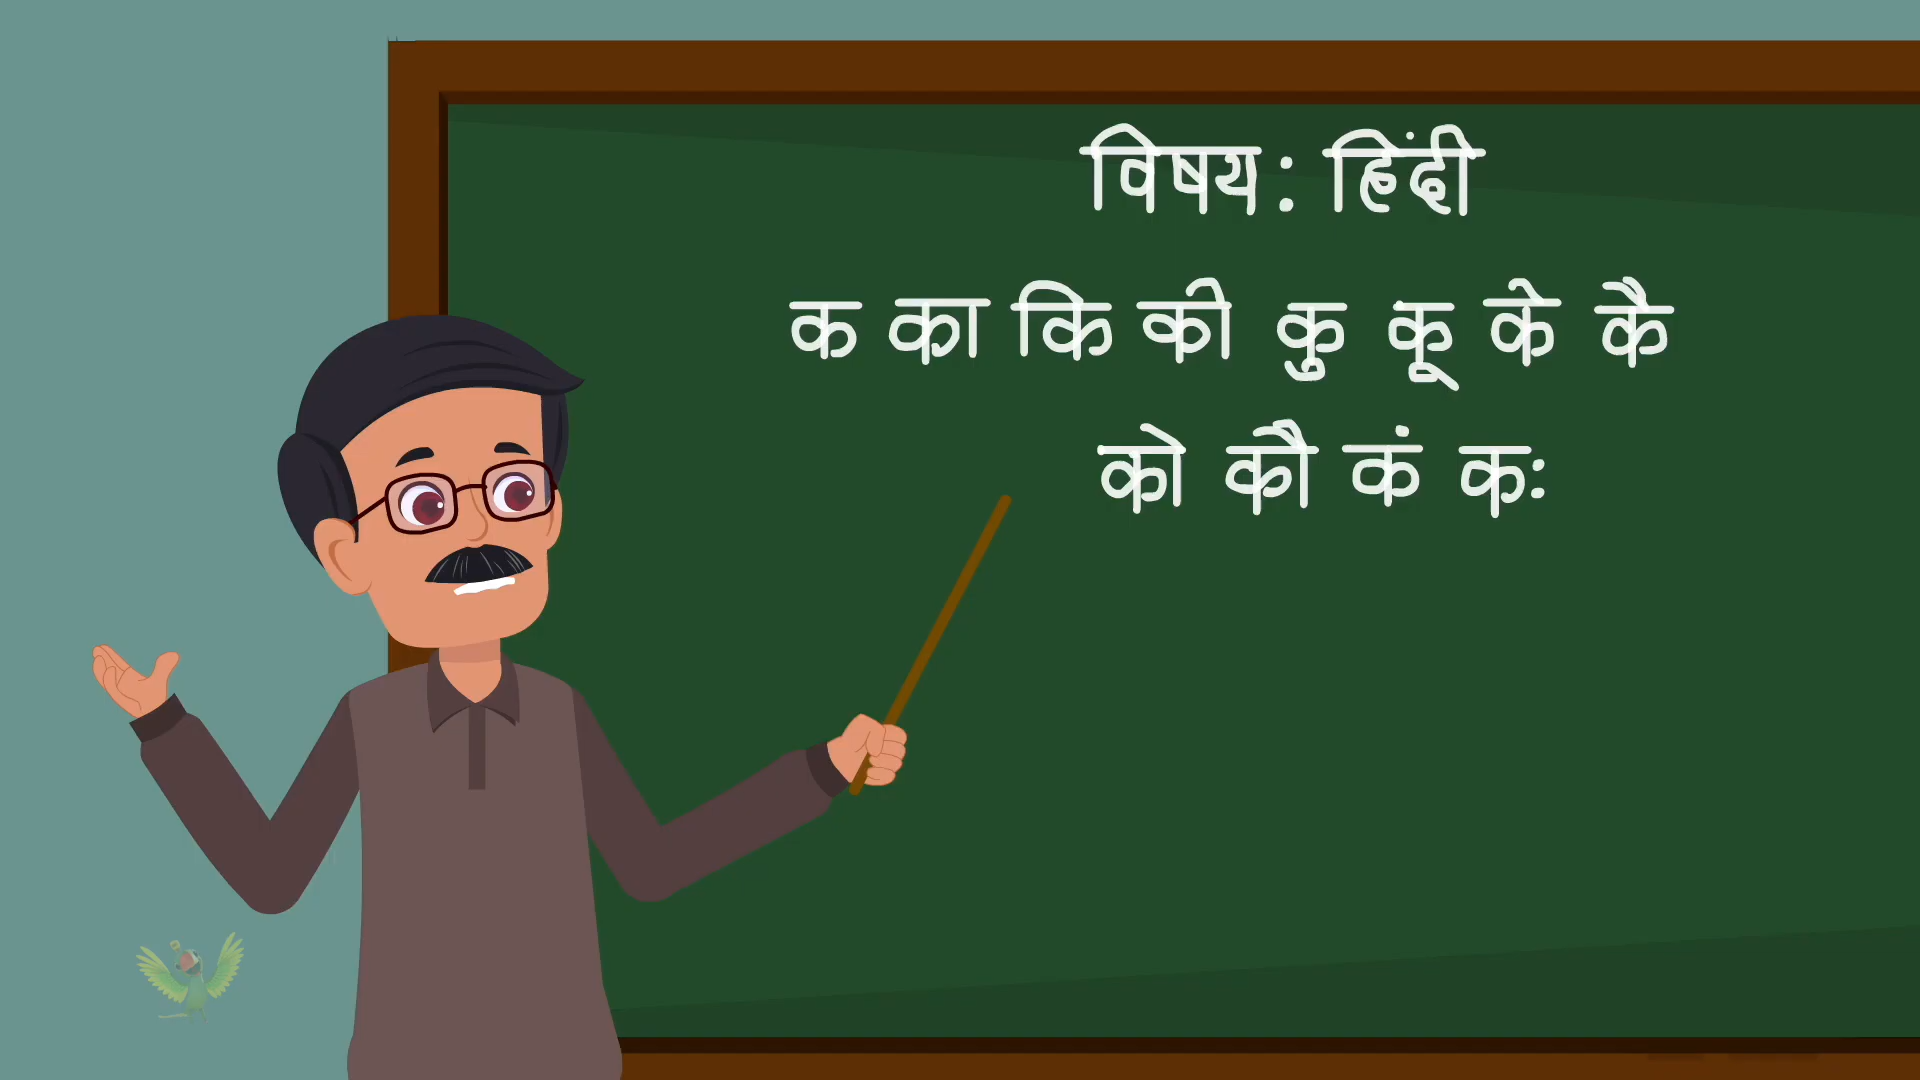 विषय : हिंदी
क का कि की कु कू के कै
को कौ कं कः